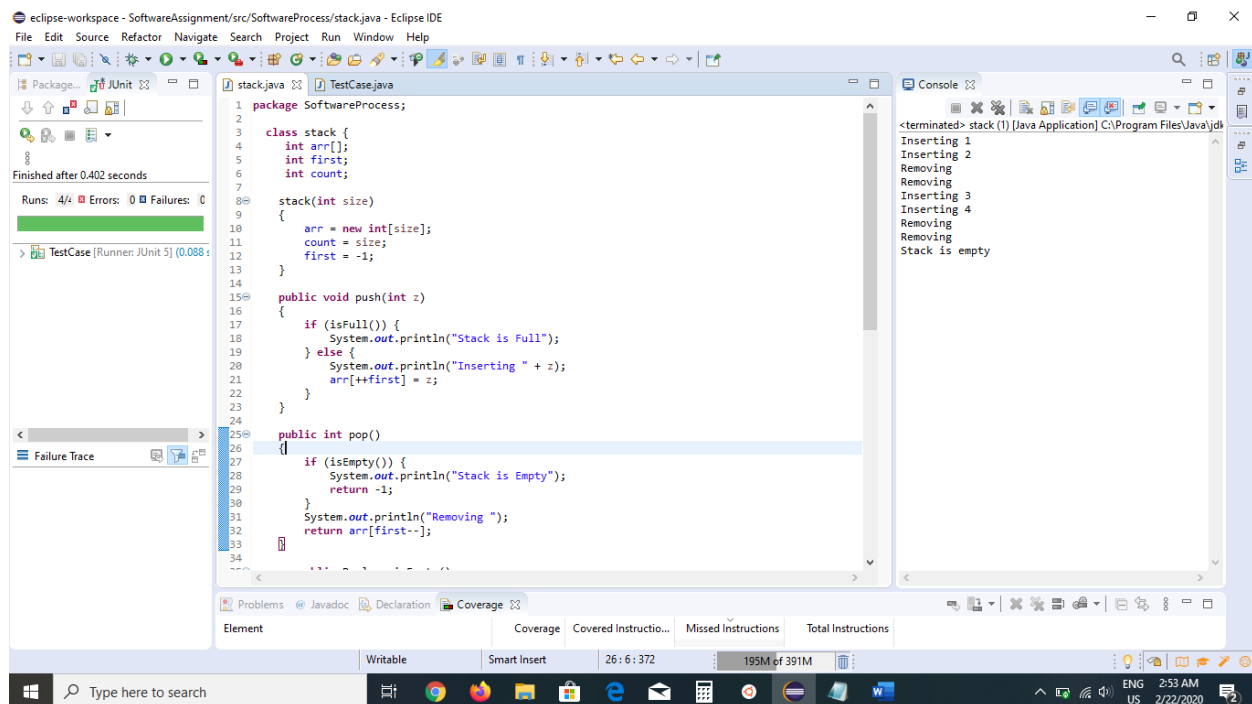 eclipse-workspace - SoftwareAssignment/src/SoftwareProcess/stack.java - Eclipse IDE
File Edit Source Refactor Navigate Search Project Run Window Help
Package... JUnit
Finished after 0.402 seconds
Runs: 4/4 Errors: 0 Failures: 0
TestCase [Runner: JUnit 5] (0.088 s
Failure Trace
stack.java TestCase.java
1 package SoftwareProcess;
2
3 class stack {
4 int arr[];
5 int first;
6 int count;
7
8 stack(int size)
9 {
10 arr = new int[size];
11 count = size;
12 first = -1;
13 }
14
15 public void push(int z)
16 {
17 if (isFull()) {
18 System.out.println("Stack is Full");
19 } else {
20 System.out.println("Inserting " + z);
21 arr[++first] = z;
22 }
23 }
24
25 public int pop()
26 {
27 if (isEmpty()) {
28 System.out.println("Stack is Empty");
29 return -1;
30 }
31 System.out.println("Removing ");
32 return arr[first--];
33 }
34
Console
<terminated> stack (1) [Java Application] C:\Program Files\Java\jdk
Inserting 1
Inserting 2
Removing
Removing
Inserting 3
Inserting 4
Removing
Removing
Stack is empty
Problems Javadoc Declaration Coverage
Element Coverage Covered Instructio... Missed Instructions Total Instructions
Writable Smart Insert 26 : 6 : 372 195M of 391M
Type here to search
ENG 2:53 AM
US 2/22/2020